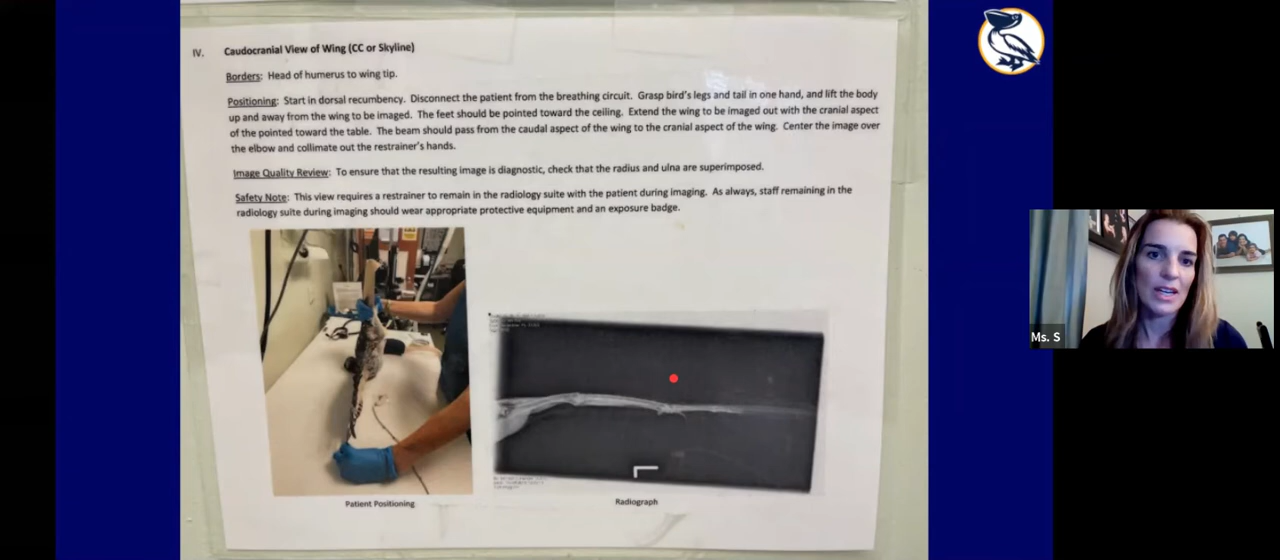 IV. Caudocranial View of Wing (CC or Skyline)
Borders: Head of humerus to wing tip.
Positioning: Start in dorsal recumbency. Disconnect the patient from the breathing circuit. Grasp bird's legs and tail in one hand, and lift the body
up and away from the wing to be imaged. The feet should be pointed toward the ceiling. Extend the wing to be imaged out with the cranial aspect
of the pointed toward the table. The beam should pass from the caudal aspect of the wing to the cranial aspect of the wing. Center the image over
the elbow and collimate out the restrainer's hands.
Image Quality Review: To ensure that the resulting image is diagnostic, check that the radius and ulna are superimposed.
Safety Note: This view requires a restrainer to remain in the radiology suite with the patient during imaging. As always, staff remaining in the
radiology suite during imaging should wear appropriate protective equipment and an exposure badge.
Patient Positioning
Radiograph
Ms. S